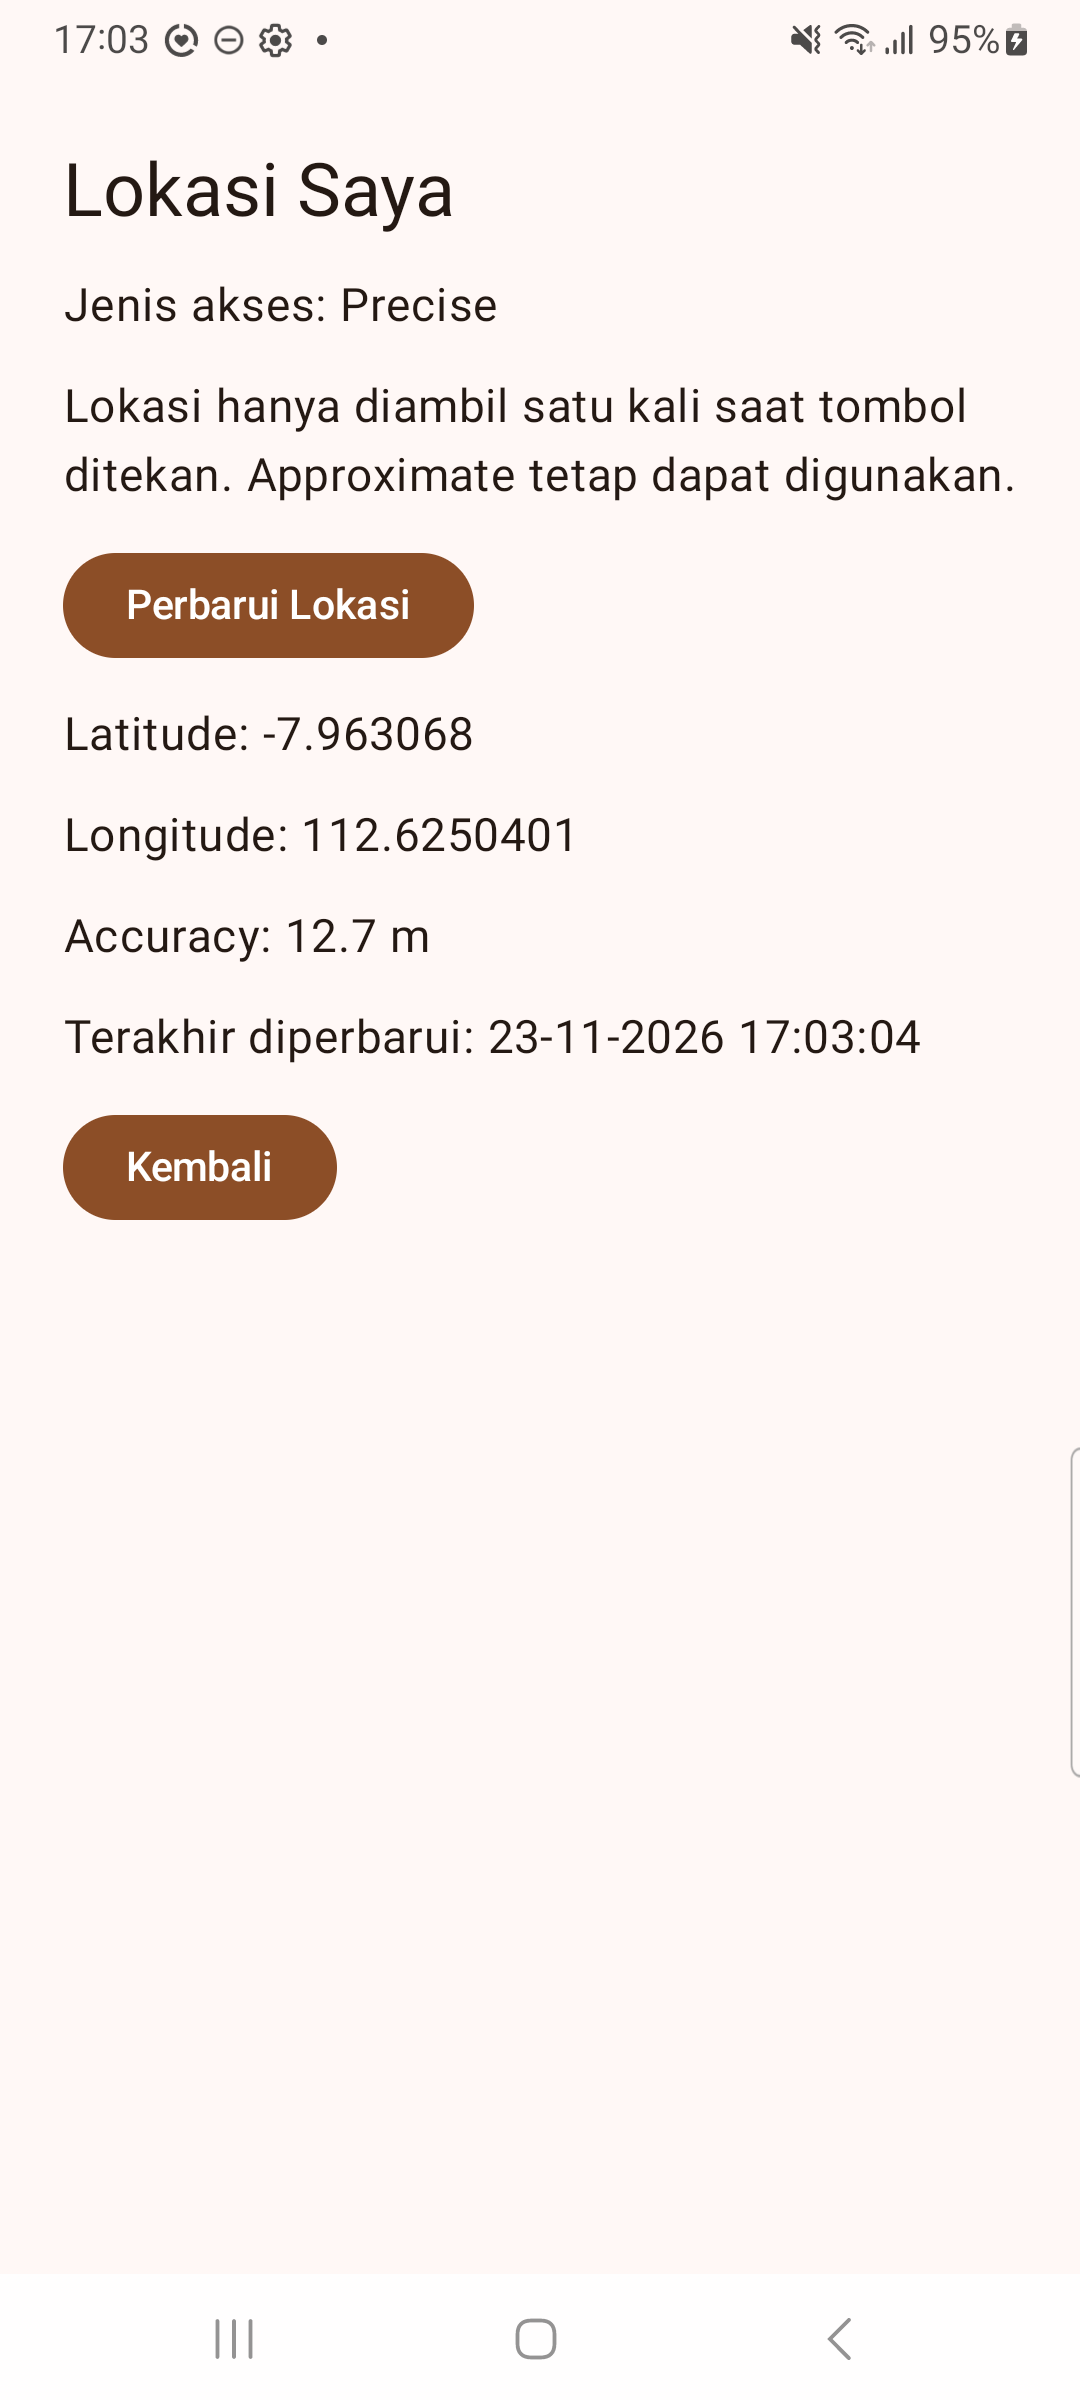 17:03 95%
Lokasi Saya
Jenis akses: Precise
Lokasi hanya diambil satu kali saat tombol
ditekan. Approximate tetap dapat digunakan.
Perbarui Lokasi
Latitude: -7.963068
Longitude: 112.6250401
Accuracy: 12.7 m
Terakhir diperbarui: 23-11-2026 17:03:04
Kembali